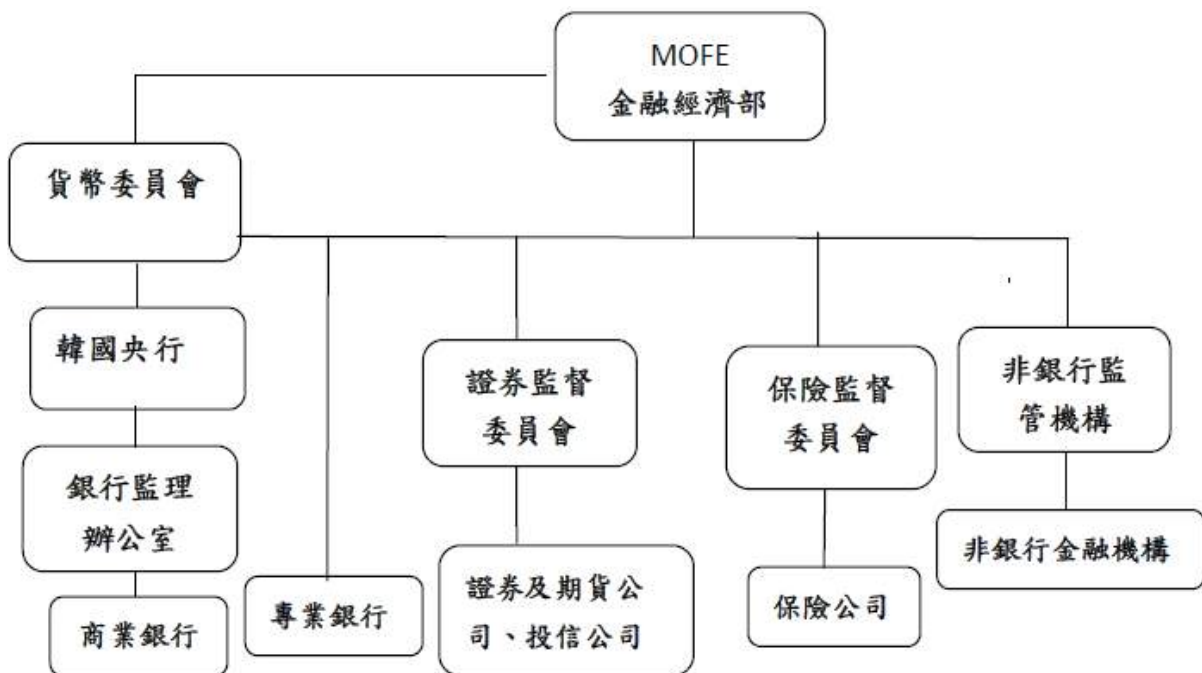 MOFE
金融經濟部
貨幣委員會
韓國央行
銀行監理
辦公室
商業銀行
專業銀行
證券監督
委員會
證券及期貨公
司、投信公司
保險監督
委員會
保險公司
非銀行監
管機構
非銀行金融機構